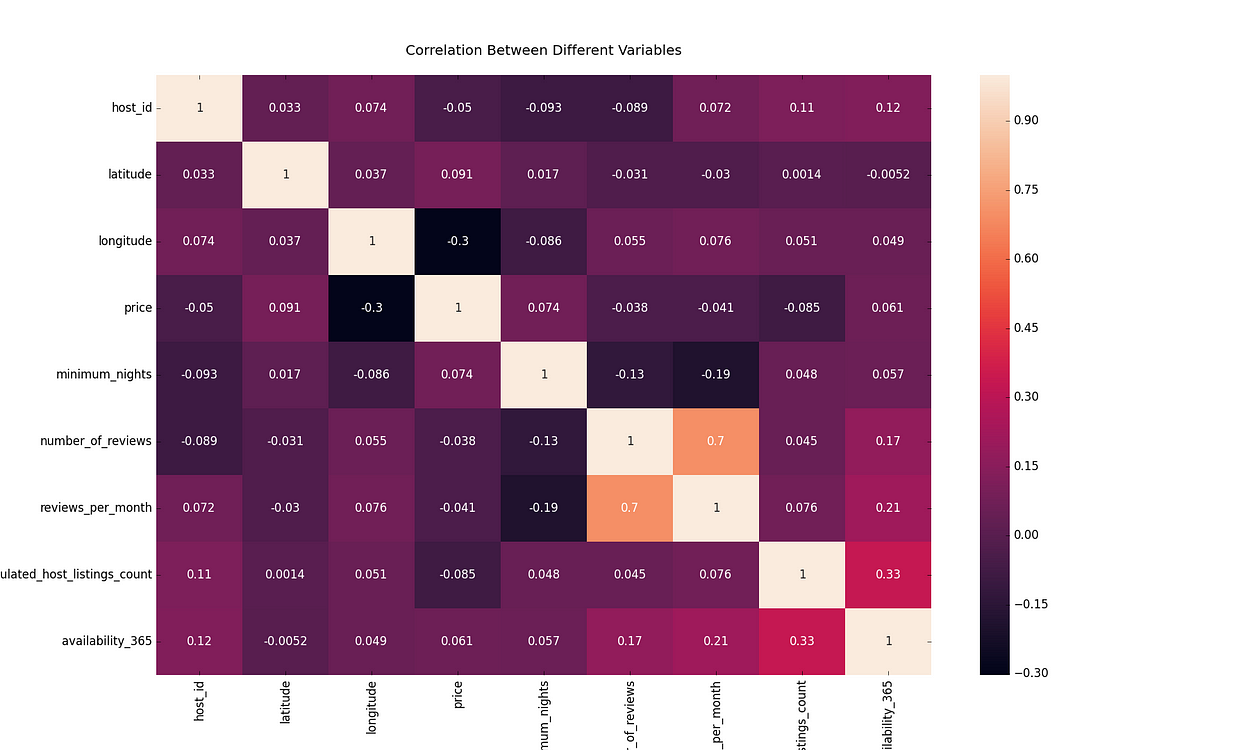 Correlation Between Different Variables
host_id 1 0.033 0.074 -0.05 -0.093 -0.089 0.072 0.11 0.12
latitude 0.033 1 0.037 0.091 0.017 -0.031 -0.03 0.0014 -0.0052
longitude 0.074 0.037 1 -0.3 -0.086 0.055 0.076 0.051 0.049
price -0.05 0.091 -0.3 1 0.074 -0.038 -0.041 -0.085 0.061
minimum_nights -0.093 0.017 -0.086 0.074 1 -0.13 -0.19 0.048 0.057
number_of_reviews -0.089 -0.031 0.055 -0.038 -0.13 1 0.7 0.045 0.17
reviews_per_month 0.072 -0.03 0.076 -0.041 -0.19 0.7 1 0.076 0.21
ulated_host_listings_count 0.11 0.0014 0.051 -0.085 0.048 0.045 0.076 1 0.33
availability_365 0.12 -0.0052 0.049 0.061 0.057 0.17 0.21 0.33 1
host_id
latitude
longitude
price
mum_nights
r_of_reviews
_per_month
stings_count
ilability_365
0.90
0.75
0.60
0.45
0.30
0.15
0.00
−0.15
−0.30